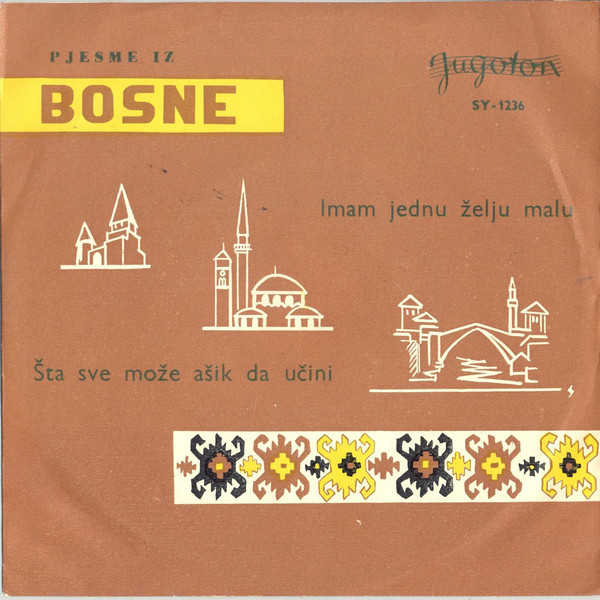 PJESME IZ
BOSNE
Jugoton
SY-1236
Imam jednu želju malu
Šta sve može ašik da učini